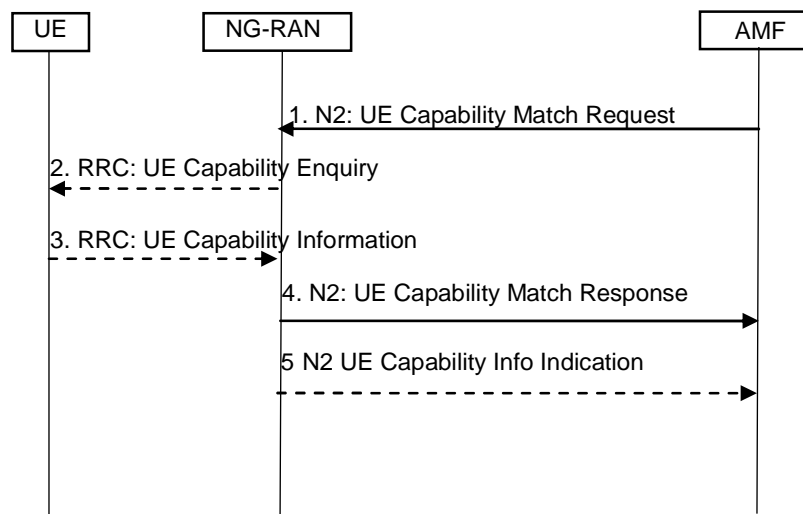 UE
NG-RAN
AMF
1. N2: UE Capability Match Request
2. RRC: UE Capability Enquiry
3. RRC: UE Capability Information
4. N2: UE Capability Match Response
5 N2 UE Capability Info Indication